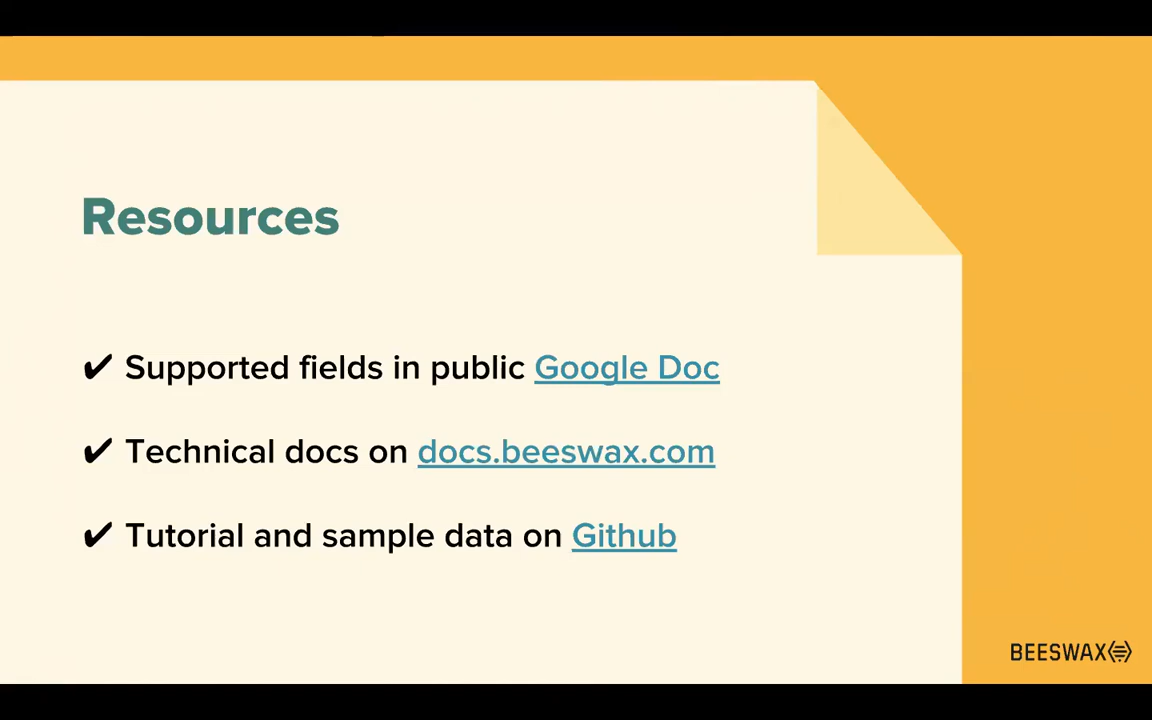 Resources
✔ Supported fields in public Google Doc
✔ Technical docs on docs.beeswax.com
✔ Tutorial and sample data on Github
BEESWAX